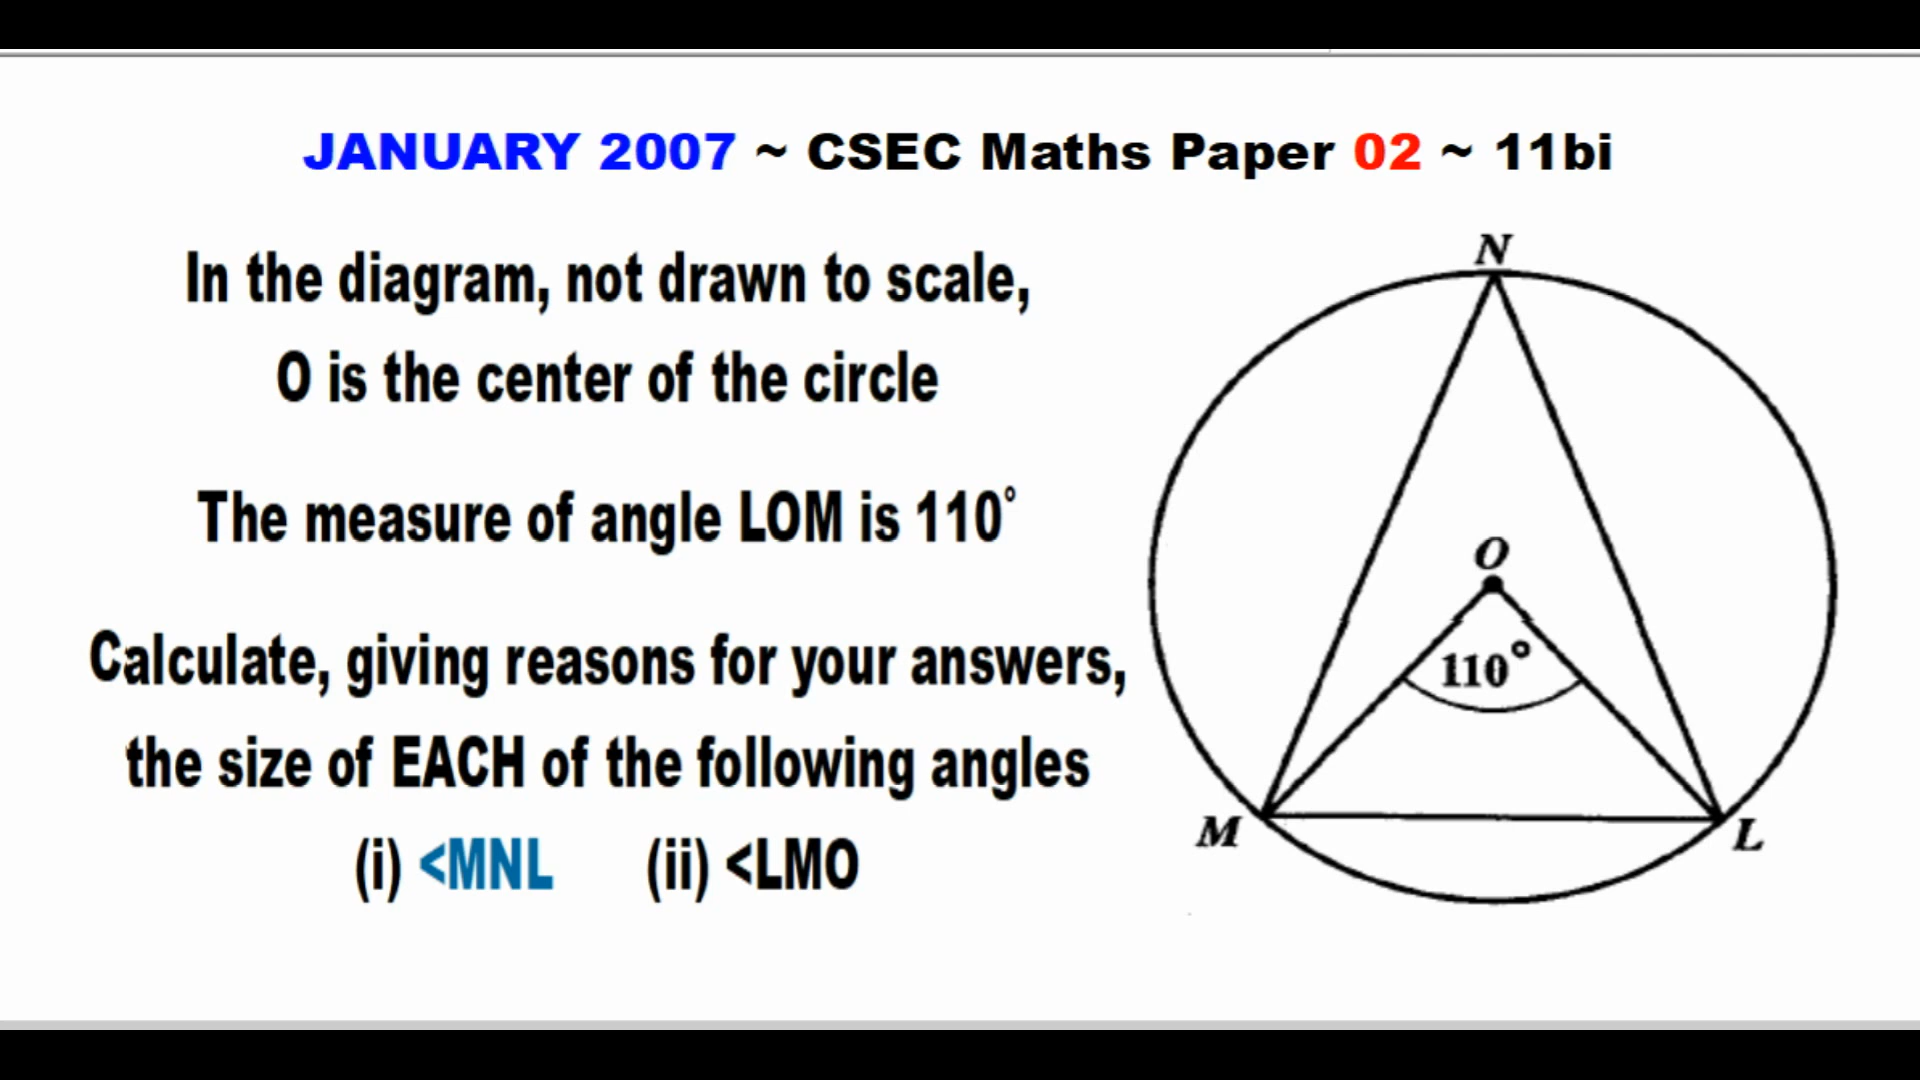 JANUARY 2007 ~ CSEC Maths Paper 02 ~ 11bi
In the diagram, not drawn to scale,
O is the center of the circle
The measure of angle LOM is 110°
Calculate, giving reasons for your answers,
the size of EACH of the following angles
(i) <MNL (ii) <LMO
N
O
110°
M
L